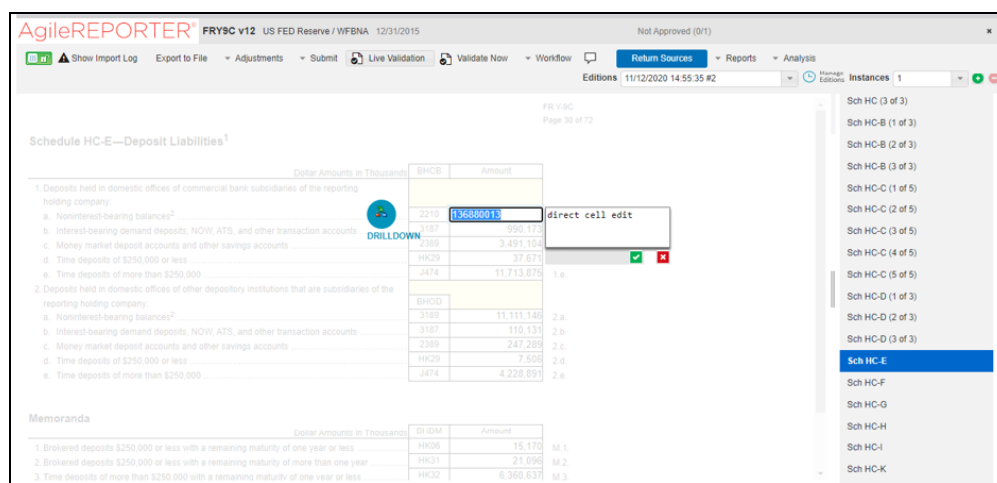 AgileREPORTER® FRY9C v12 US FED Reserve / WFBNA 12/31/2015 Not Approved (0/1)
Show Import Log Export to File Adjustments Submit Live Validation Validate Now Workflow Return Sources Reports Analysis
Editions 11/12/2020 14:55:35 #2 Manage Editions Instances 1
FR Y-9C
Page 38 of 72
Schedule HC-E—Deposit Liabilities1
Dollar Amounts in Thousands BHCB Amount
1. Deposits held in domestic offices of commercial bank subsidiaries of the reporting
holding company:
a. Noninterest-bearing balances2 2210 136880013 direct cell edit
b. Interest-bearing demand deposits, NOW, ATS, and other transaction accounts 3187 990,173
DRILLDOWN
c. Money market deposit accounts and other savings accounts 2389 3,491,104
d. Time deposits of $250,000 or less HK29 37,671
e. Time deposits of more than $250,000 J474 11,713,875 1.e.
2. Deposits held in domestic offices of other depository institutions that are subsidiaries of the
reporting holding company: BHOD
a. Noninterest-bearing balances2 3189 11,111,146 2.a.
b. Interest-bearing demand deposits, NOW, ATS, and other transaction accounts 3187 110,131 2.b.
c. Money market deposit accounts and other savings accounts 2389 247,289 2.c.
d. Time deposits of $250,000 or less HK29 7,506 2.d.
e. Time deposits of more than $250,000 J474 4,228,891 2.e.
Memoranda
Dollar Amounts in Thousands Amount
1. Brokered deposits $250,000 or less with a remaining maturity of one year or less HK06 15,170 M.1
2. Brokered deposits $250,000 or less with a remaining maturity of more than one year HK31 21,096 M.2
3. Time deposits of more than $250,000 with a remaining maturity of one year or less HK32 6,360,637 M.3
Sch HC (3 of 3)
Sch HC-B (1 of 3)
Sch HC-B (2 of 3)
Sch HC-B (3 of 3)
Sch HC-C (1 of 5)
Sch HC-C (2 of 5)
Sch HC-C (3 of 5)
Sch HC-C (4 of 5)
Sch HC-C (5 of 5)
Sch HC-D (1 of 3)
Sch HC-D (2 of 3)
Sch HC-D (3 of 3)
Sch HC-E
Sch HC-F
Sch HC-G
Sch HC-H
Sch HC-I
Sch HC-K